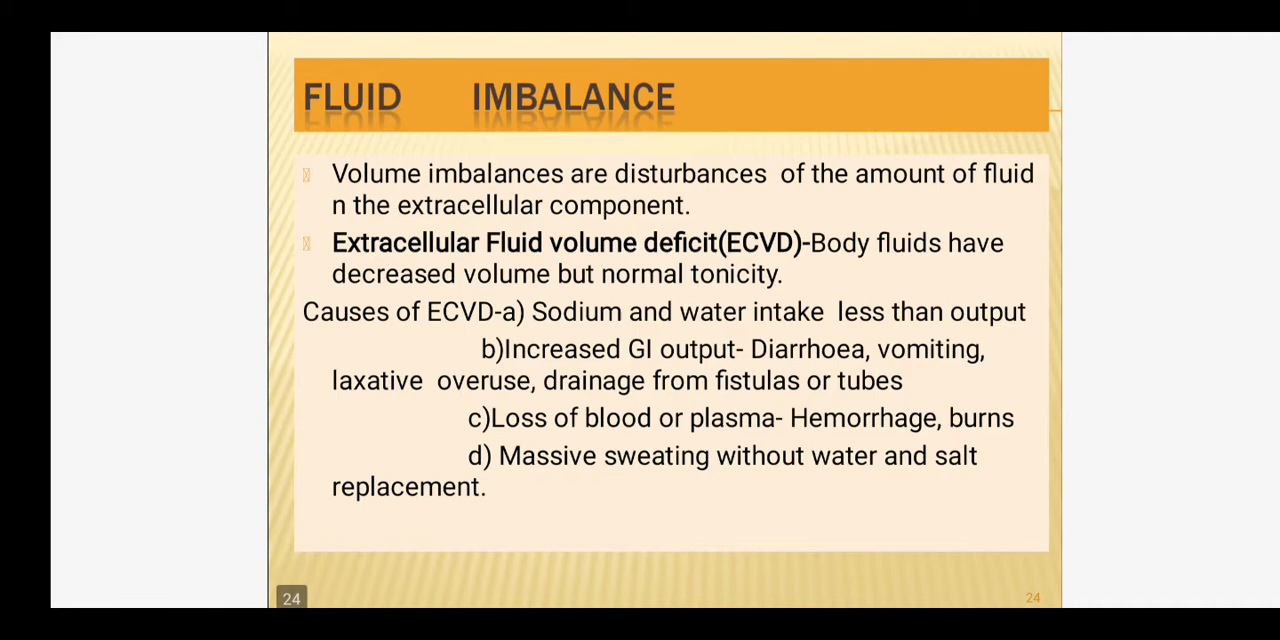 FLUID IMBALANCE
Volume imbalances are disturbances of the amount of fluid
n the extracellular component.
Extracellular Fluid volume deficit(ECVD)-Body fluids have
decreased volume but normal tonicity.
Causes of ECVD-a) Sodium and water intake less than output
b)Increased GI output- Diarrhoea, vomiting,
laxative overuse, drainage from fistulas or tubes
c)Loss of blood or plasma- Hemorrhage, burns
d) Massive sweating without water and salt
replacement.
24
24